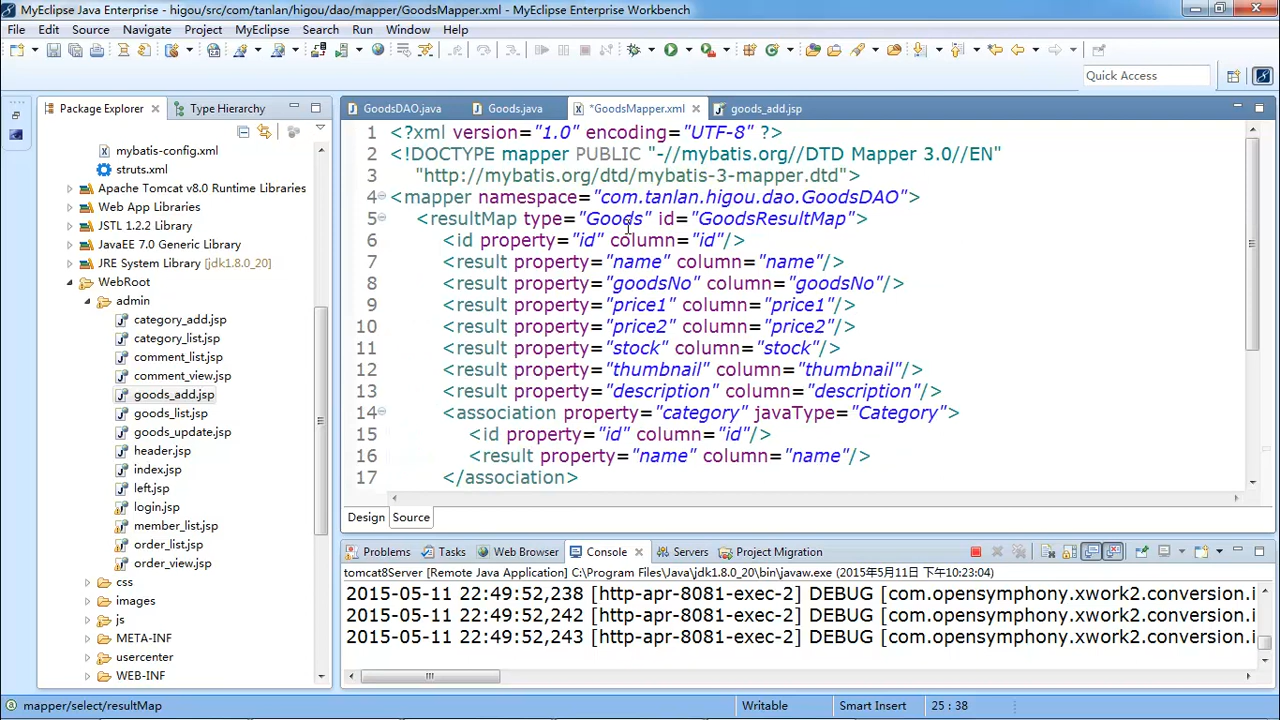 MyEclipse Java Enterprise - higou/src/com/tanlan/higou/dao/mapper/GoodsMapper.xml - MyEclipse Enterprise Workbench
File Edit Source Navigate Project MyEclipse Search Run Window Help
Quick Access
Package Explorer Type Hierarchy
mybatis-config.xml
struts.xml
Apache Tomcat v8.0 Runtime Libraries
Web App Libraries
JSTL 1.2.1 Library
JavaEE 7.0 Generic Library
JRE System Library [jdk1.8.0_20]
WebRoot
admin
category_add.jsp
category_list.jsp
comment_list.jsp
comment_view.jsp
goods_add.jsp
goods_list.jsp
goods_update.jsp
header.jsp
index.jsp
left.jsp
login.jsp
member_list.jsp
order_list.jsp
order_view.jsp
css
images
js
META-INF
usercenter
WEB-INF
GoodsDAO.java Goods.java *GoodsMapper.xml goods_add.jsp
1 <?xml version="1.0" encoding="UTF-8" ?>
2 <!DOCTYPE mapper PUBLIC "-//mybatis.org//DTD Mapper 3.0//EN"
3 "http://mybatis.org/dtd/mybatis-3-mapper.dtd">
4 <mapper namespace="com.tanlan.higou.dao.GoodsDAO">
5 <resultMap type="Goods" id="GoodsResultMap">
6 <id property="id" column="id"/>
7 <result property="name" column="name"/>
8 <result property="goodsNo" column="goodsNo"/>
9 <result property="price1" column="price1"/>
10 <result property="price2" column="price2"/>
11 <result property="stock" column="stock"/>
12 <result property="thumbnail" column="thumbnail"/>
13 <result property="description" column="description"/>
14 <association property="category" javaType="Category">
15 <id property="id" column="id"/>
16 <result property="name" column="name"/>
17 </association>
Design Source
Problems Tasks Web Browser Console Servers Project Migration
tomcat8Server [Remote Java Application] C:\Program Files\Java\jdk1.8.0_20\bin\javaw.exe (2015年5月11日 下午10:23:04)
2015-05-11 22:49:52,238 [http-apr-8081-exec-2] DEBUG [com.opensymphony.xwork2.conversion.i
2015-05-11 22:49:52,242 [http-apr-8081-exec-2] DEBUG [com.opensymphony.xwork2.conversion.i
2015-05-11 22:49:52,243 [http-apr-8081-exec-2] DEBUG [com.opensymphony.xwork2.conversion.i
mapper/select/resultMap Writable Smart Insert 25 : 38